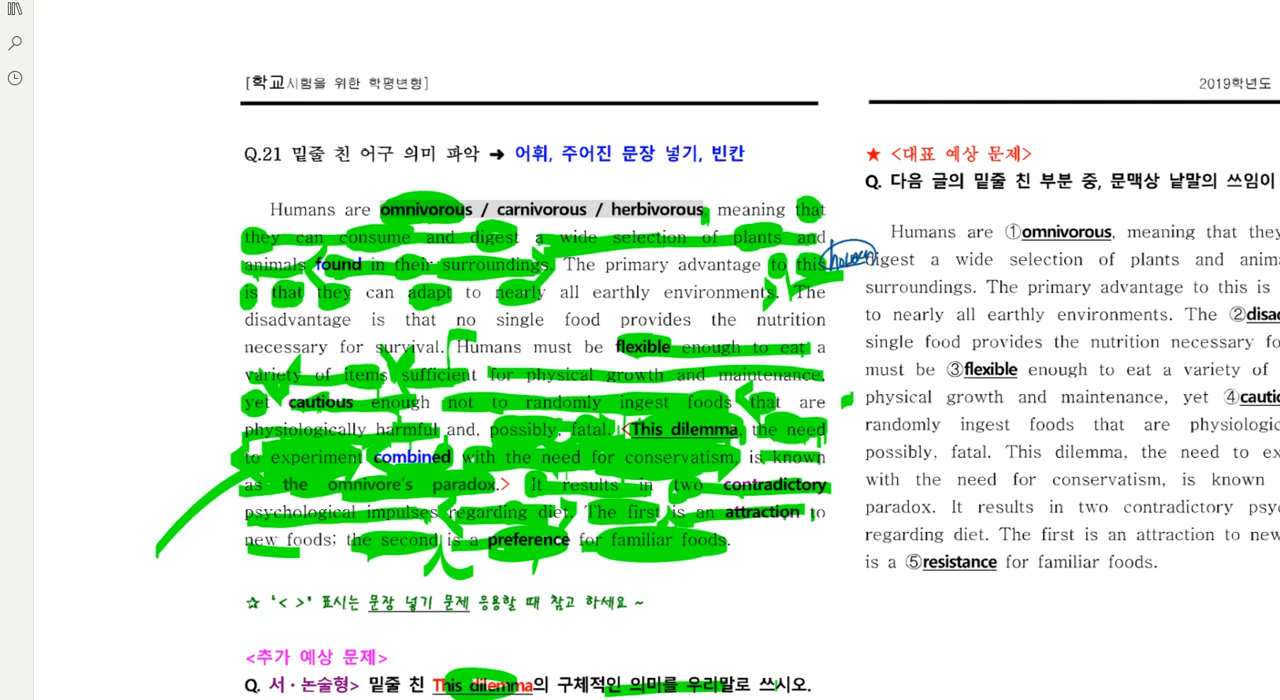 [학교시험을 위한 학평변형]
Q.21 밑줄 친 어구 의미 파악 ➜ 어휘, 주어진 문장 넣기, 빈칸
Humans are omnivorous / carnivorous / herbivorous, meaning that
they can consume and digest a wide selection of plants and
animals found in their surroundings. The primary advantage to this
is that they can adapt to nearly all earthly environments. The
disadvantage is that no single food provides the nutrition
necessary for survival. Humans must be flexible enough to eat a
variety of items sufficient for physical growth and maintenance,
yet cautious enough not to randomly ingest foods that are
physiologically harmful and, possibly, fatal. <This dilemma, the need
to experiment combined with the need for conservatism, is known
as the omnivore's paradox.> It results in two contradictory
psychological impulses regarding diet. The first is an attraction to
new foods; the second is a preference for familiar foods.
☆ '< >' 표시는 문장 넣기 문제 응용할 때 참고 하세요 ~
<추가 예상 문제>
Q. 서·논술형> 밑줄 친 This dilemma의 구체적인 의미를 우리말로 쓰시오.
2019학년도
★ <대표 예상 문제>
Q. 다음 글의 밑줄 친 부분 중, 문맥상 낱말의 쓰임이
Humans are ①omnivorous, meaning that they
digest a wide selection of plants and anima
surroundings. The primary advantage to this is
to nearly all earthly environments. The ②disad
single food provides the nutrition necessary fo
must be ③flexible enough to eat a variety of
physical growth and maintenance, yet ④cautio
randomly ingest foods that are physiologic
possibly, fatal. This dilemma, the need to ex
with the need for conservatism, is known
paradox. It results in two contradictory psyc
regarding diet. The first is an attraction to new
is a ⑤resistance for familiar foods.